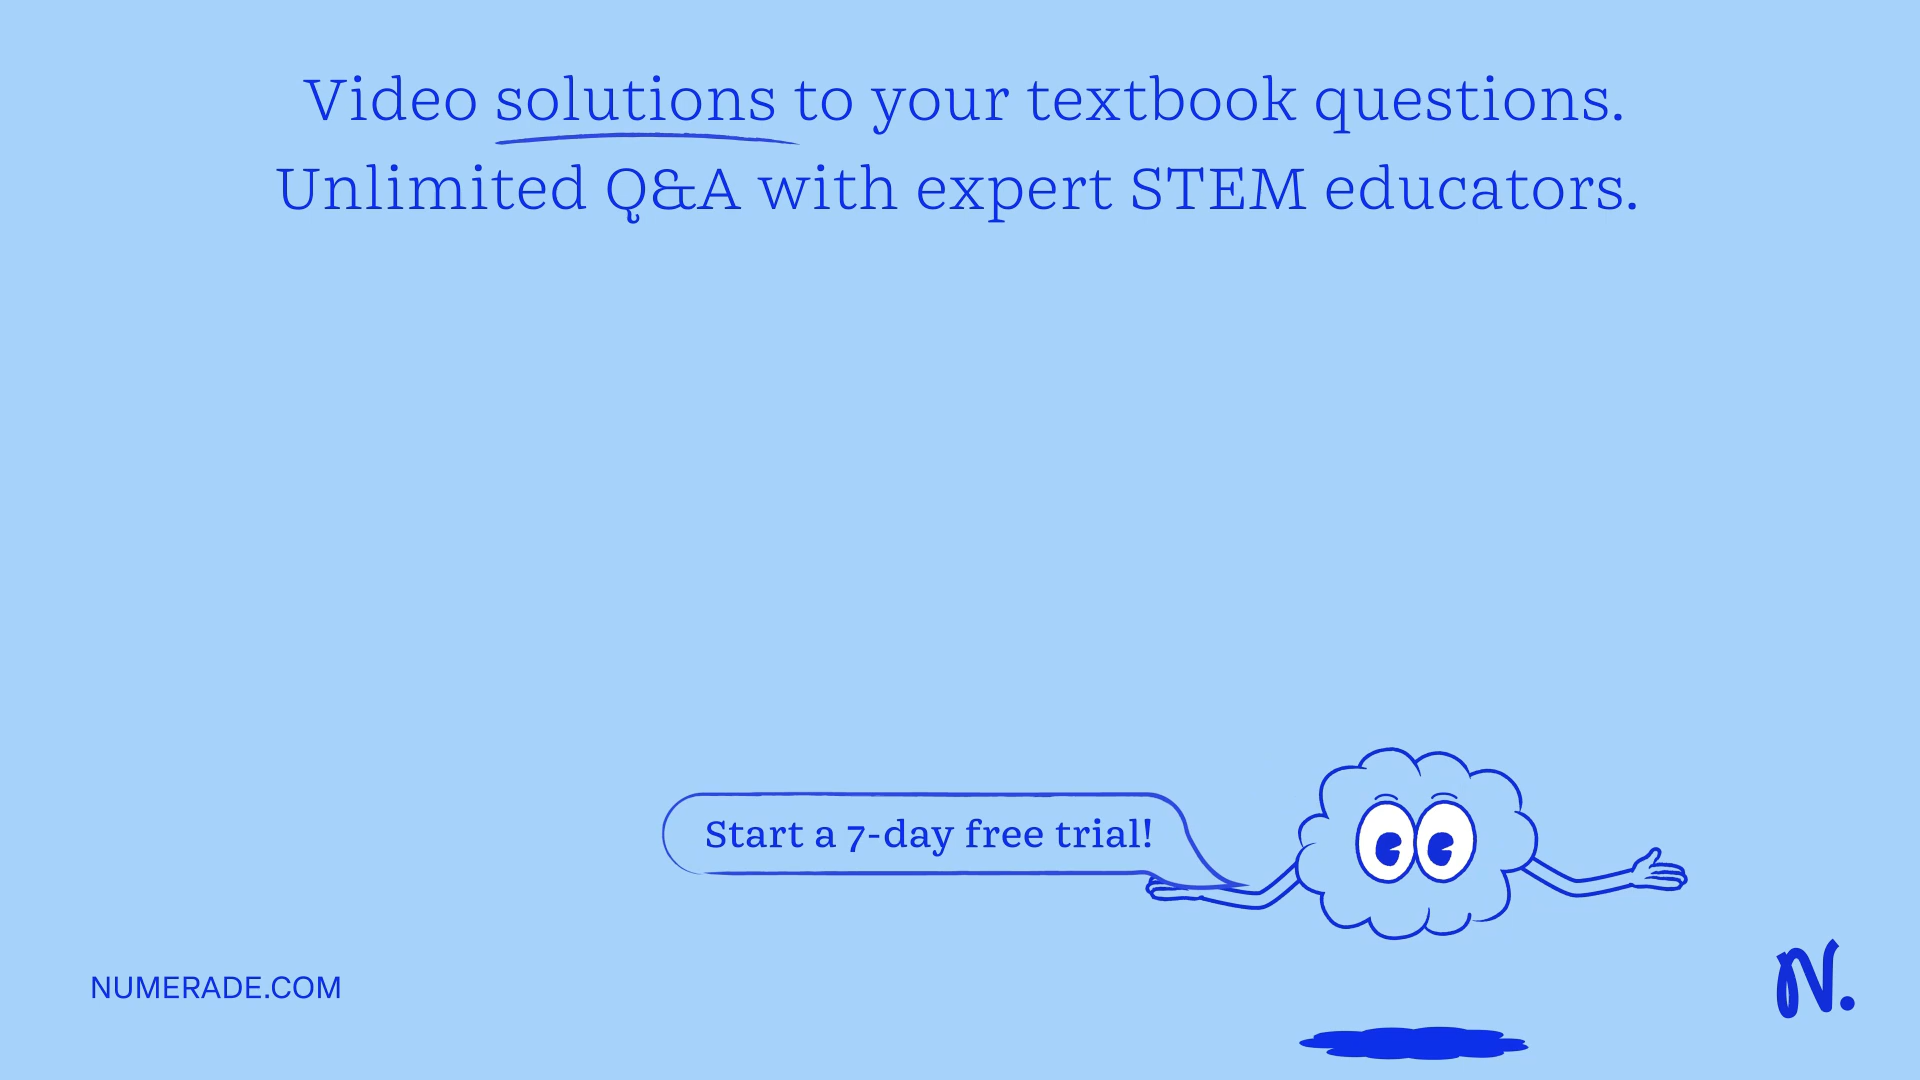 Video solutions to your textbook questions.
Unlimited Q&A with expert STEM educators.
Start a 7-day free trial!
NUMERADE.COM
N.